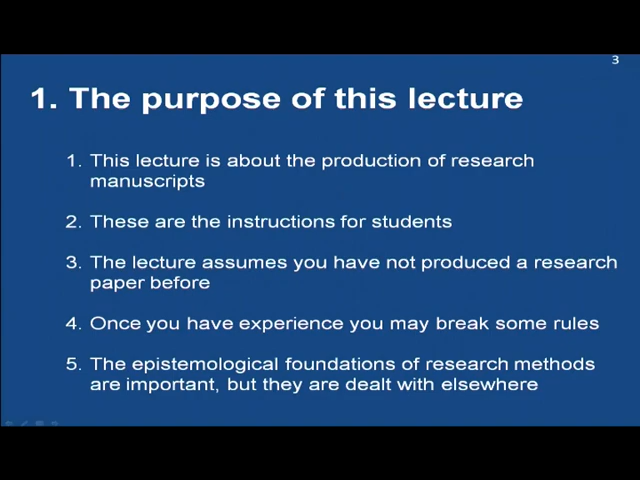 3
1. The purpose of this lecture
1. This lecture is about the production of research
manuscripts
2. These are the instructions for students
3. The lecture assumes you have not produced a research
paper before
4. Once you have experience you may break some rules
5. The epistemological foundations of research methods
are important, but they are dealt with elsewhere